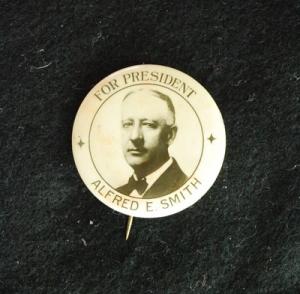 FOR PRESIDENT
ALFRED E. SMITH